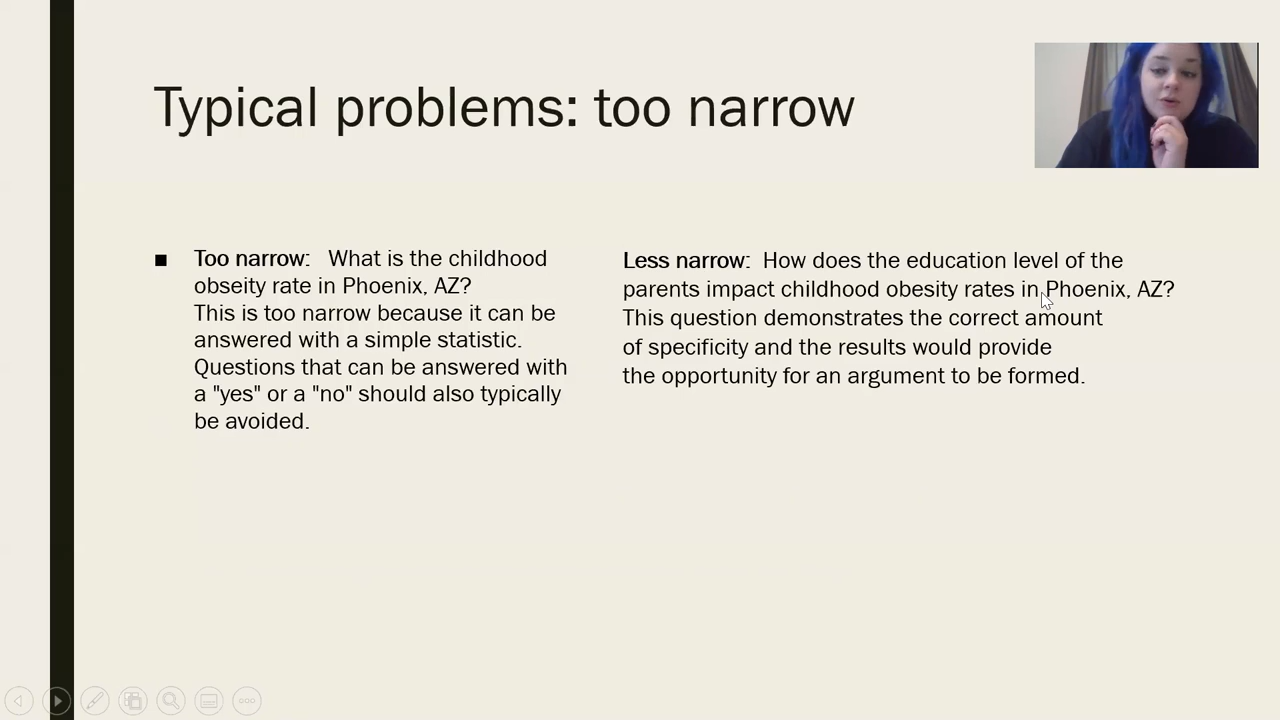 Typical problems: too narrow
Too narrow: What is the childhood
obseity rate in Phoenix, AZ?
This is too narrow because it can be
answered with a simple statistic.
Questions that can be answered with
a "yes" or a "no" should also typically
be avoided.
Less narrow: How does the education level of the
parents impact childhood obesity rates in Phoenix, AZ?
This question demonstrates the correct amount
of specificity and the results would provide
the opportunity for an argument to be formed.